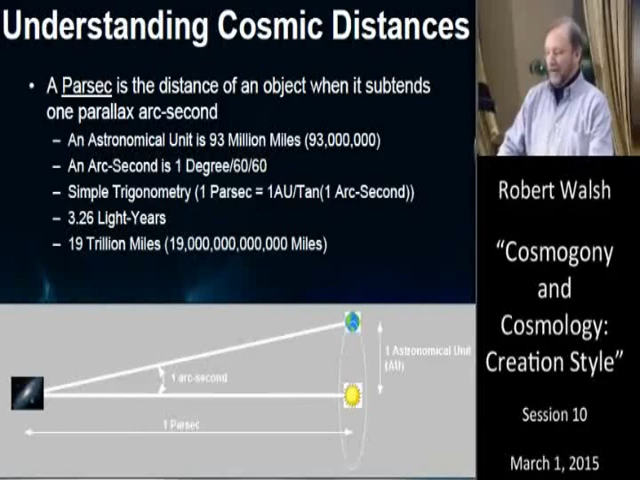 Understanding Cosmic Distances
• A Parsec is the distance of an object when it subtends
one parallax arc-second
– An Astronomical Unit is 93 Million Miles (93,000,000)
– An Arc-Second is 1 Degree/60/60
– Simple Trigonometry (1 Parsec = 1AU/Tan(1 Arc-Second))
– 3.26 Light-Years
– 19 Trillion Miles (19,000,000,000,000 Miles)
1 Astronomical Unit
(AU)
1 arc-second
1 Parsec
Robert Walsh
“Cosmogony
and
Cosmology:
Creation Style”
Session 10
March 1, 2015